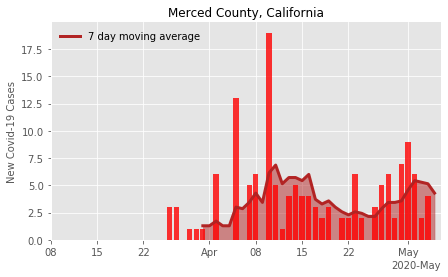 Merced County, California
7 day moving average
New Covid-19 Cases
17.5
15.0
12.5
10.0
7.5
5.0
2.5
0.0
08 15 22 Apr 08 15 22 May
2020-May